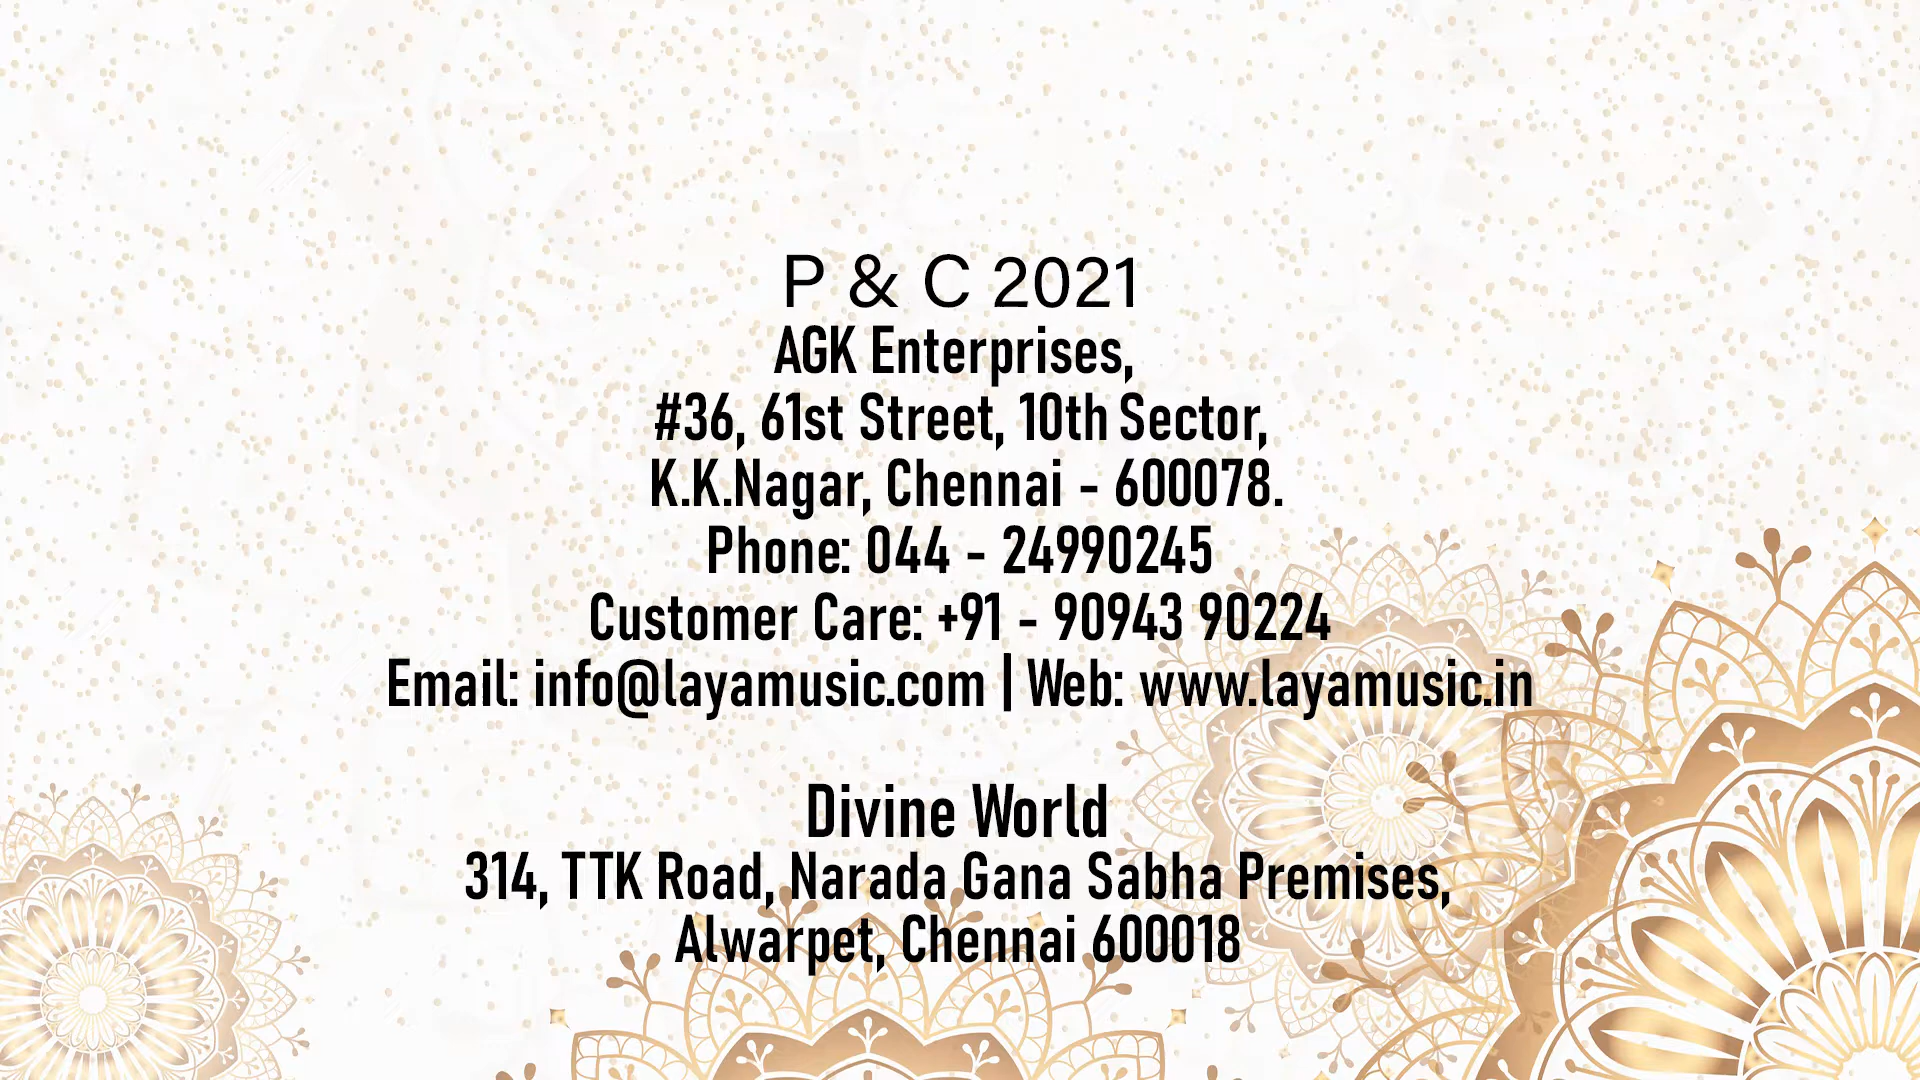 P & C 2021
AGK Enterprises,
#36, 61st Street, 10th Sector,
K.K.Nagar, Chennai - 600078.
Phone: 044 - 24990245
Customer Care: +91 - 90943 90224
Email: info@layamusic.com | Web: www.layamusic.in
Divine World
314, TTK Road, Narada Gana Sabha Premises,
Alwarpet, Chennai 600018